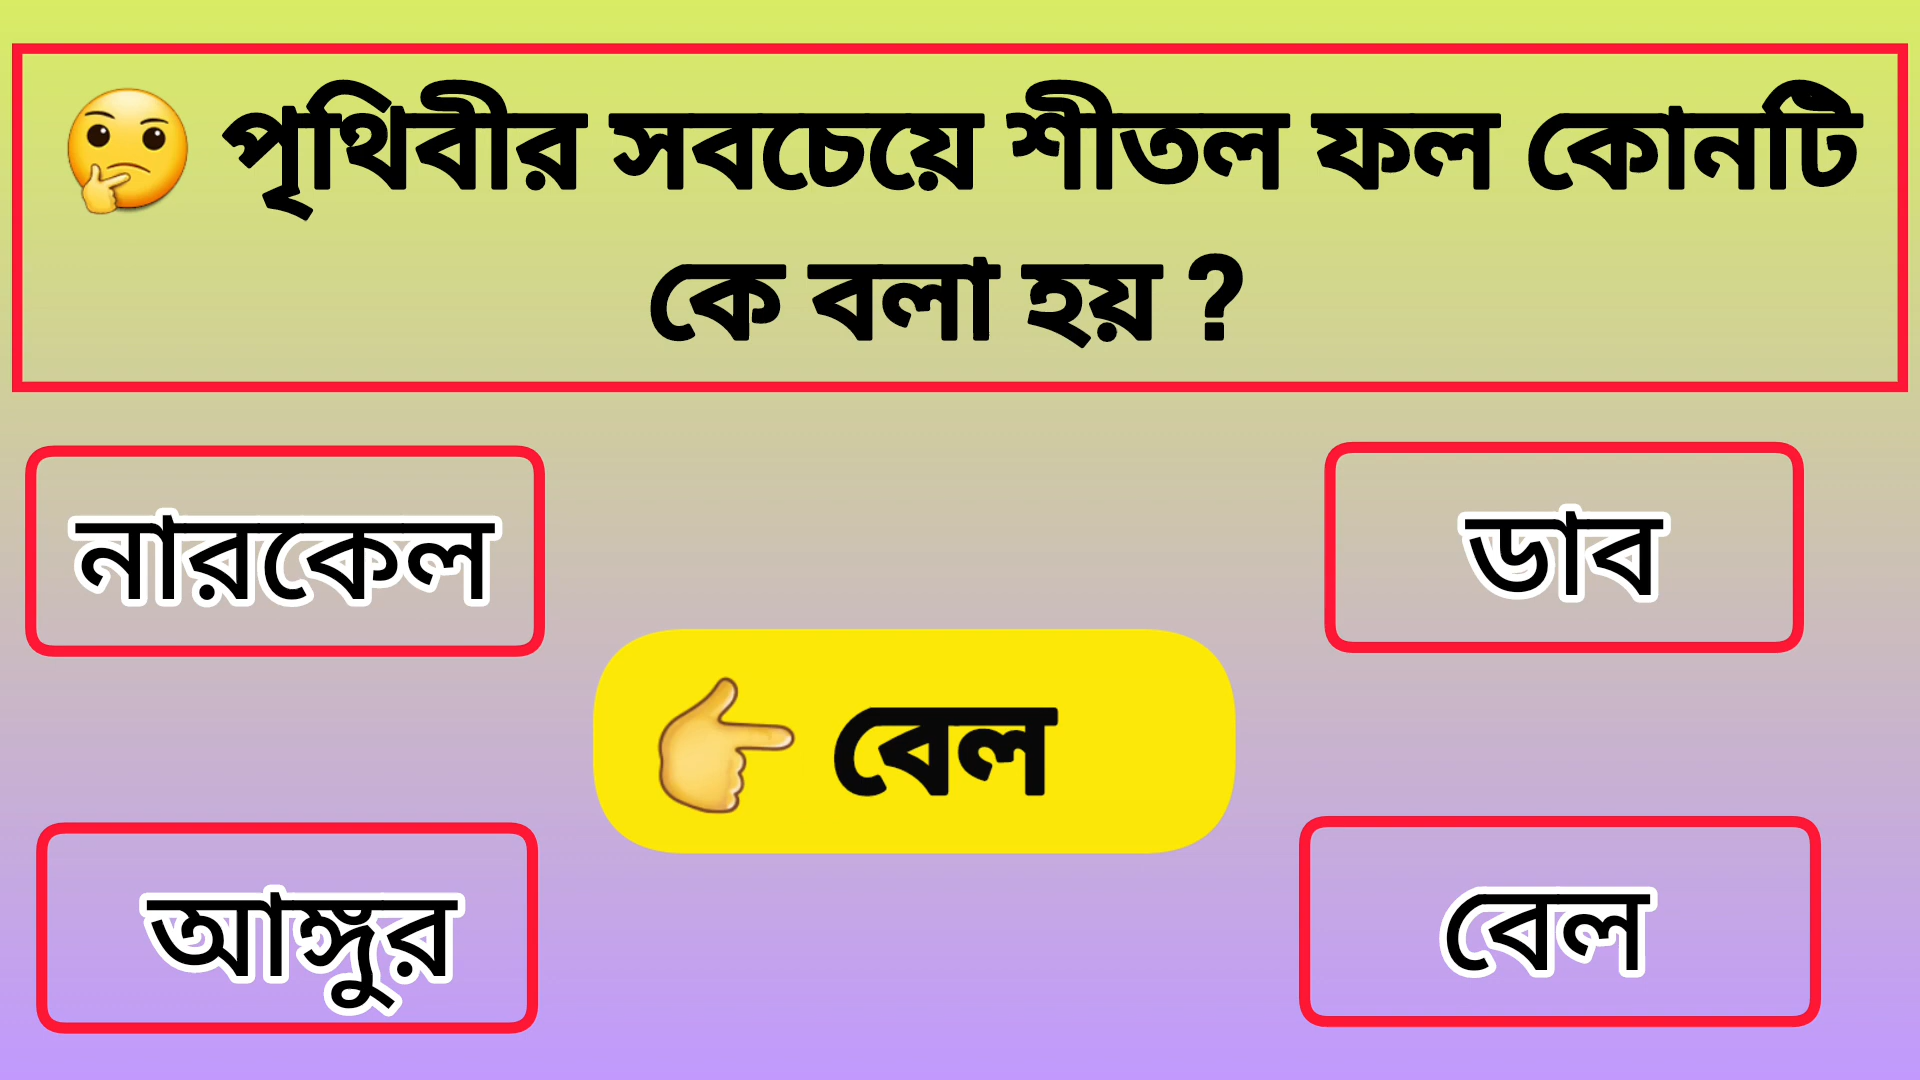 🤔 পৃথিবীর সবচেয়ে শীতল ফল কোনটি
কে বলা হয় ?
নারকেল
ডাব
👉 বেল
আঙ্গুর
বেল